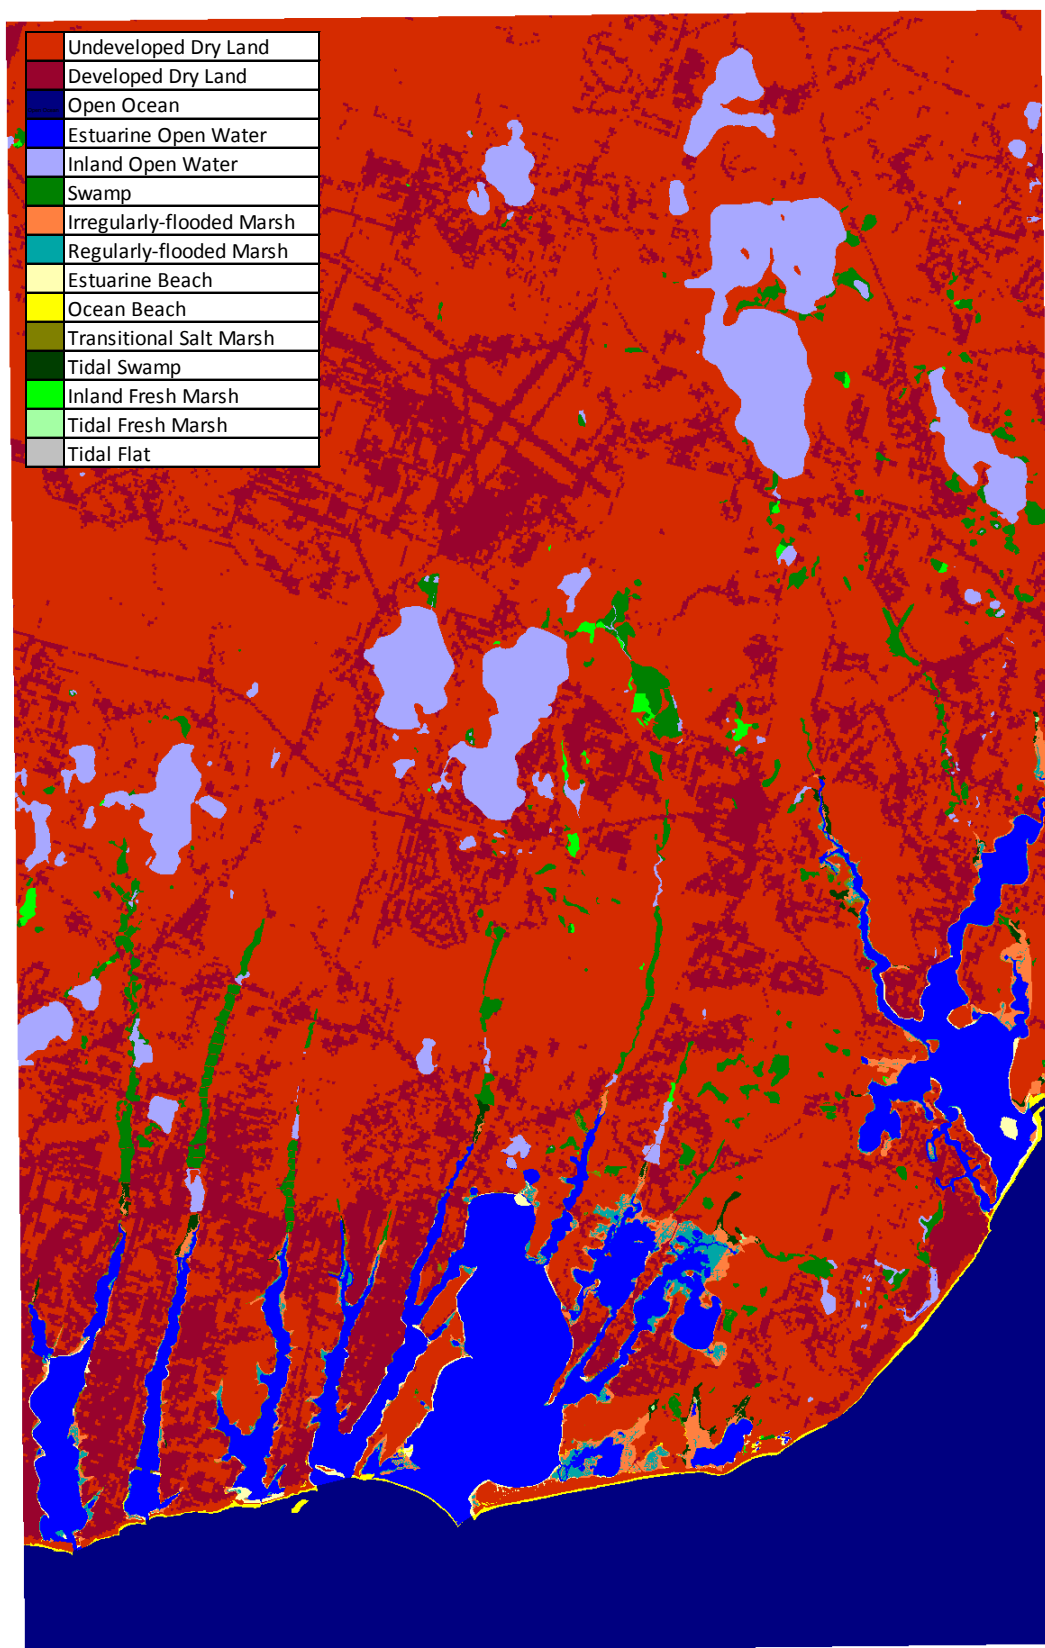 Undeveloped Dry Land
Developed Dry Land
Open Ocean
Estuarine Open Water
Inland Open Water
Swamp
Irregularly-flooded Marsh
Regularly-flooded Marsh
Estuarine Beach
Ocean Beach
Transitional Salt Marsh
Tidal Swamp
Inland Fresh Marsh
Tidal Fresh Marsh
Tidal Flat